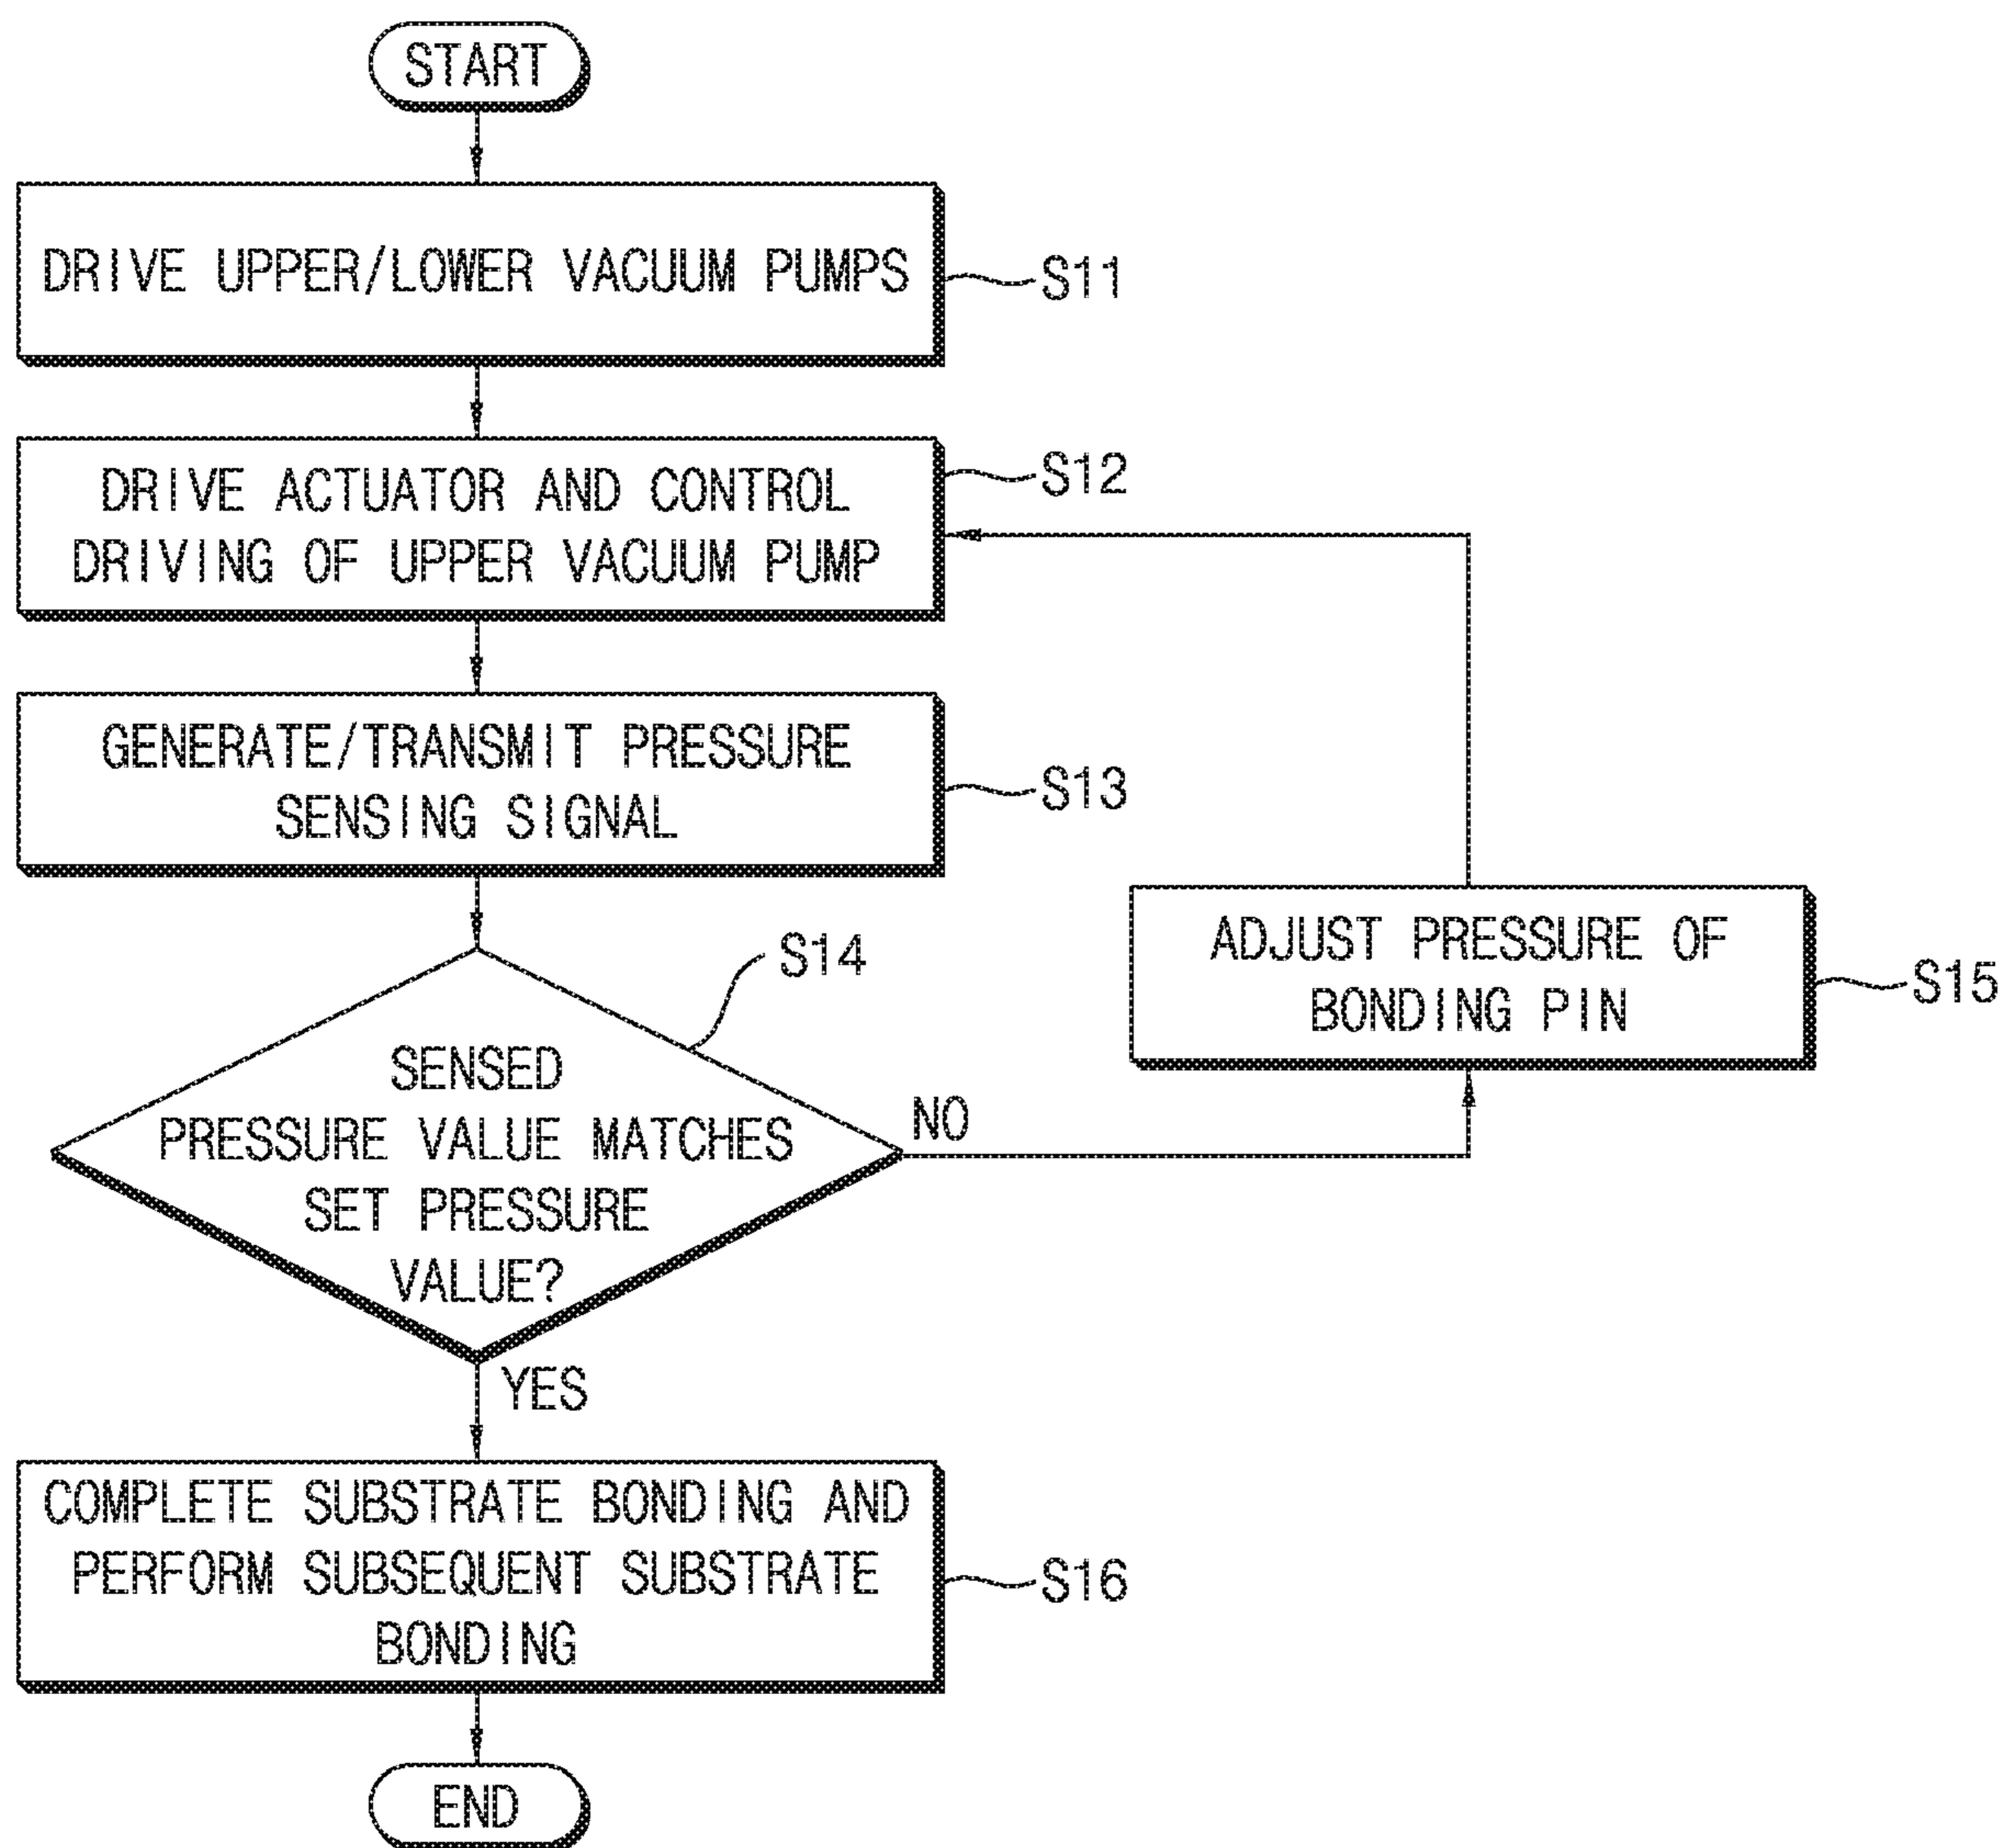 START
DRIVE UPPER/LOWER VACUUM PUMPS
S11
DRIVE ACTUATOR AND CONTROL
DRIVING OF UPPER VACUUM PUMP
S12
GENERATE/TRANSMIT PRESSURE
SENSING SIGNAL
S13
SENSED
PRESSURE VALUE MATCHES
SET PRESSURE
VALUE?
S14
NO
ADJUST PRESSURE OF
BONDING PIN
S15
YES
COMPLETE SUBSTRATE BONDING AND
PERFORM SUBSEQUENT SUBSTRATE
BONDING
S16
END